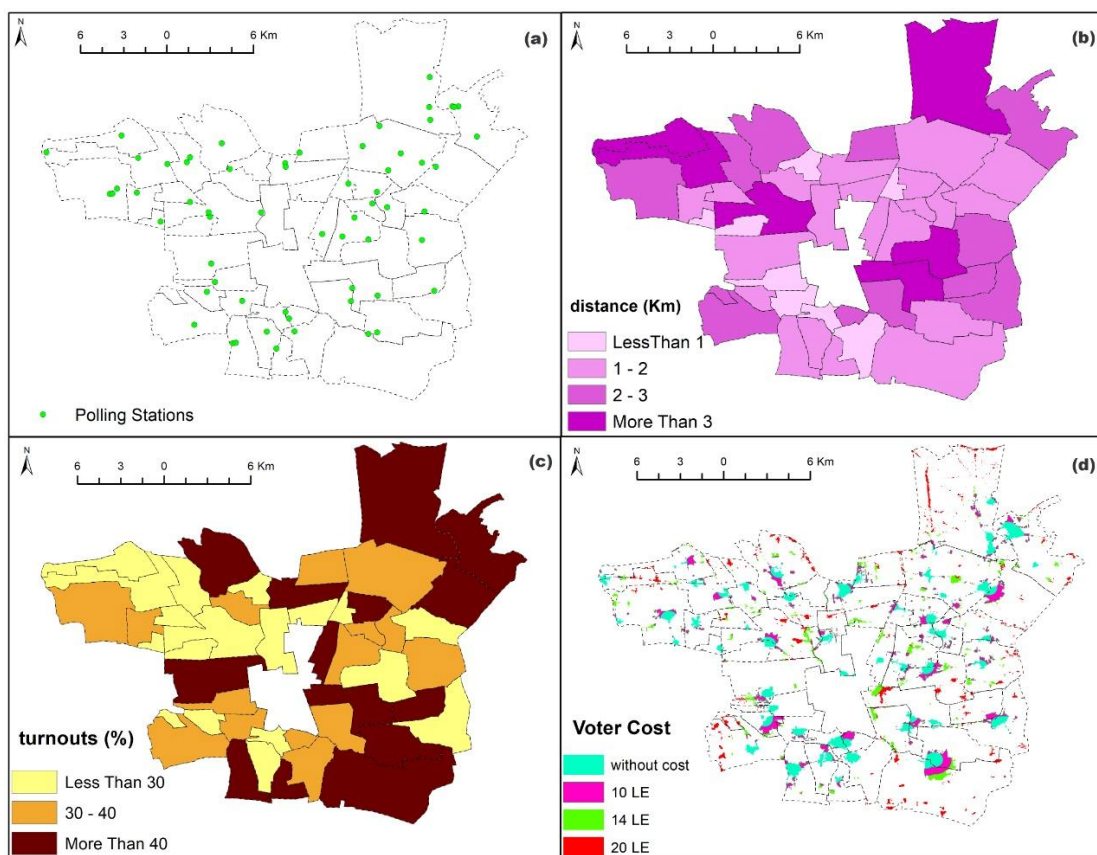 N
6 3 0 6 Km
(a)
Polling Stations
N
6 3 0 6 Km
(b)
distance (Km)
LessThan 1
1 - 2
2 - 3
More Than 3
N
6 3 0 6 Km
(c)
turnouts (%)
Less Than 30
30 - 40
More Than 40
N
6 3 0 6 Km
(d)
Voter Cost
without cost
10 LE
14 LE
20 LE